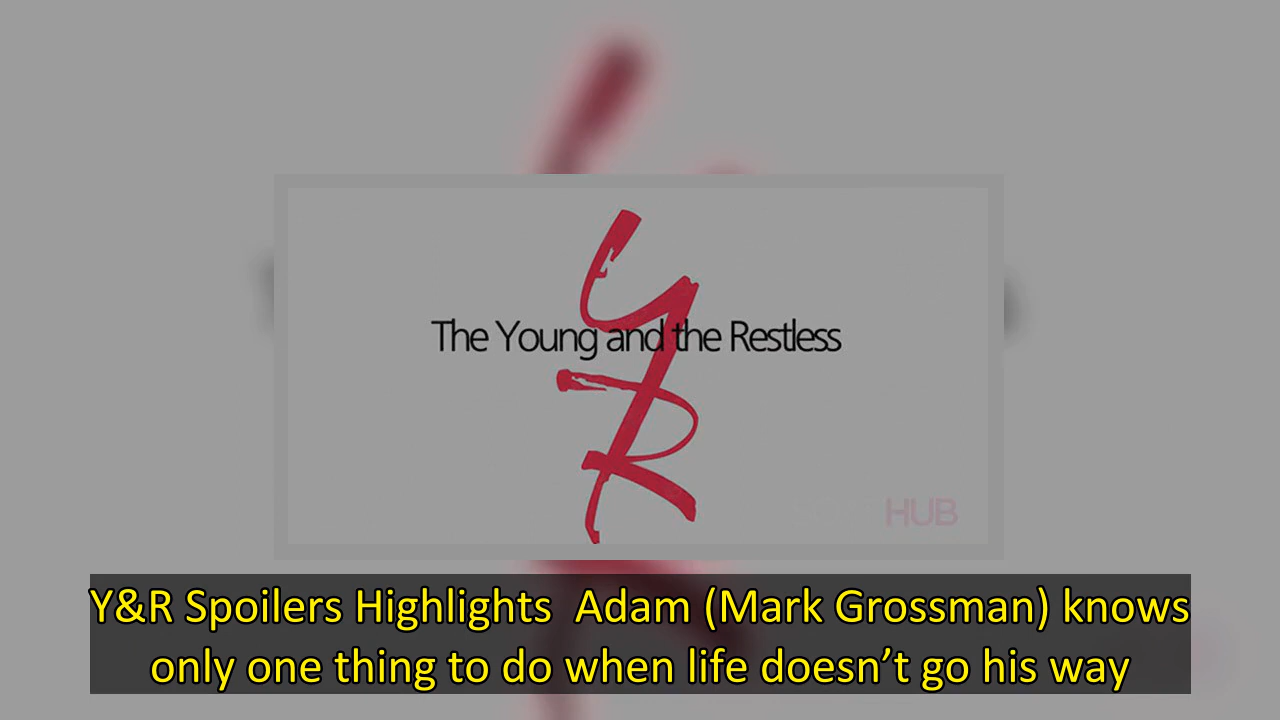 Y
The Young and the Restless
R
HUB
Y&R Spoilers Highlights  Adam (Mark Grossman) knows
only one thing to do when life doesn’t go his way